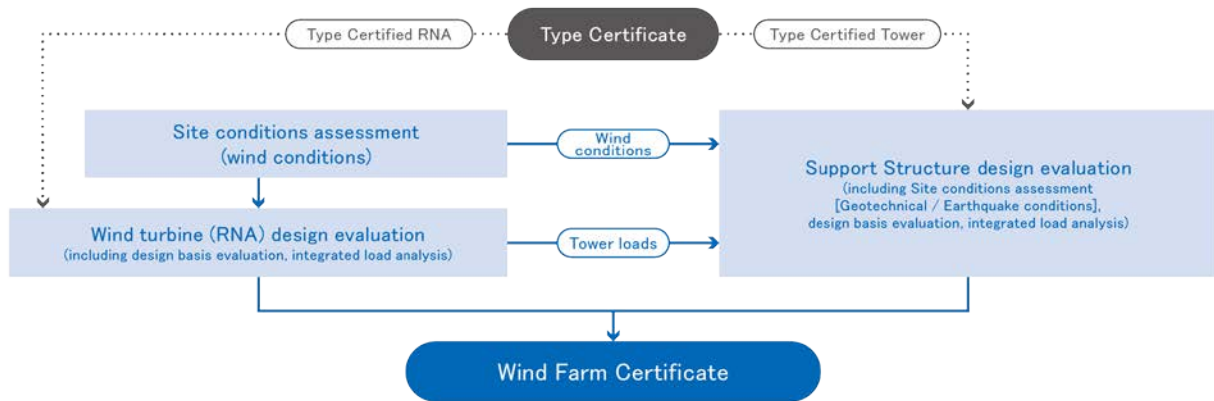 Type Certified RNA
Type Certificate
Type Certified Tower
Site conditions assessment
(wind conditions)
Wind
conditions
Support Structure design evaluation
(including Site conditions assessment
[Geotechnical / Earthquake conditions],
design basis evaluation, integrated load analysis)
Wind turbine (RNA) design evaluation
(including design basis evaluation, integrated load analysis)
Tower loads
Wind Farm Certificate